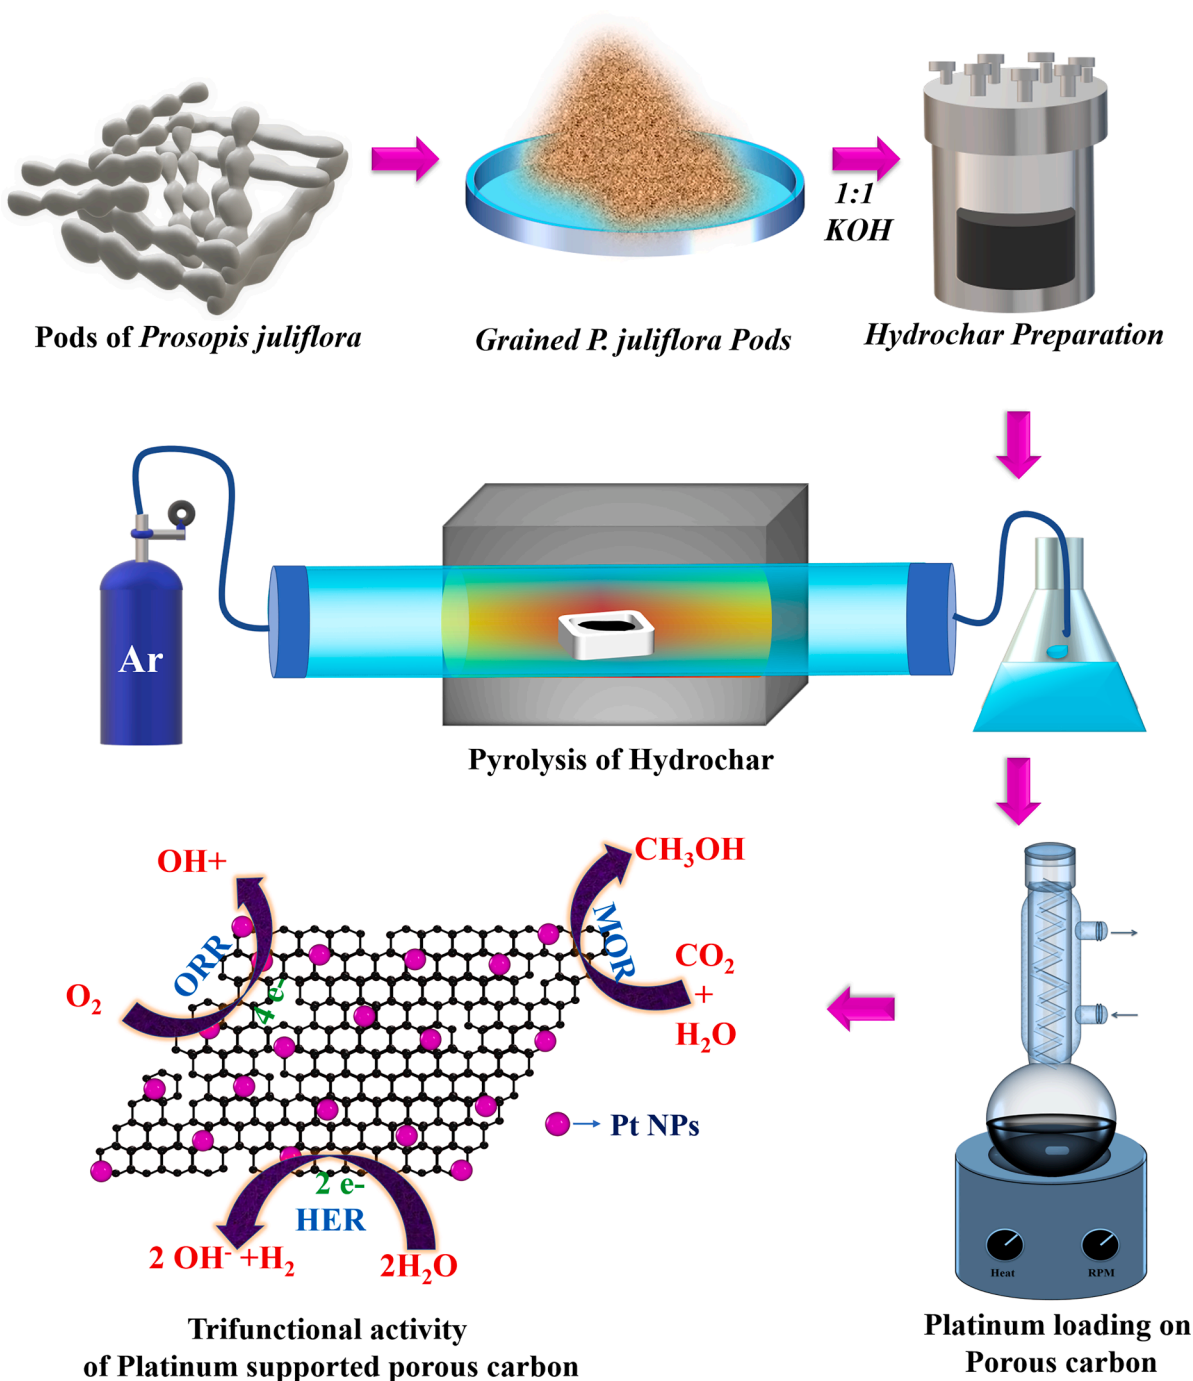 1:1
KOH
Pods of Prosopis juliflora
Grained P. juliflora Pods
Hydrochar Preparation
Ar
Pyrolysis of Hydrochar
OH+
CH₃OH
ORR
MOR
O₂
4 e-
CO₂
+
H₂O
Pt NPs
2 e-
HER
2 OH⁻ +H₂
2H₂O
Heat
RPM
Trifunctional activity
of Platinum supported porous carbon
Platinum loading on
Porous carbon